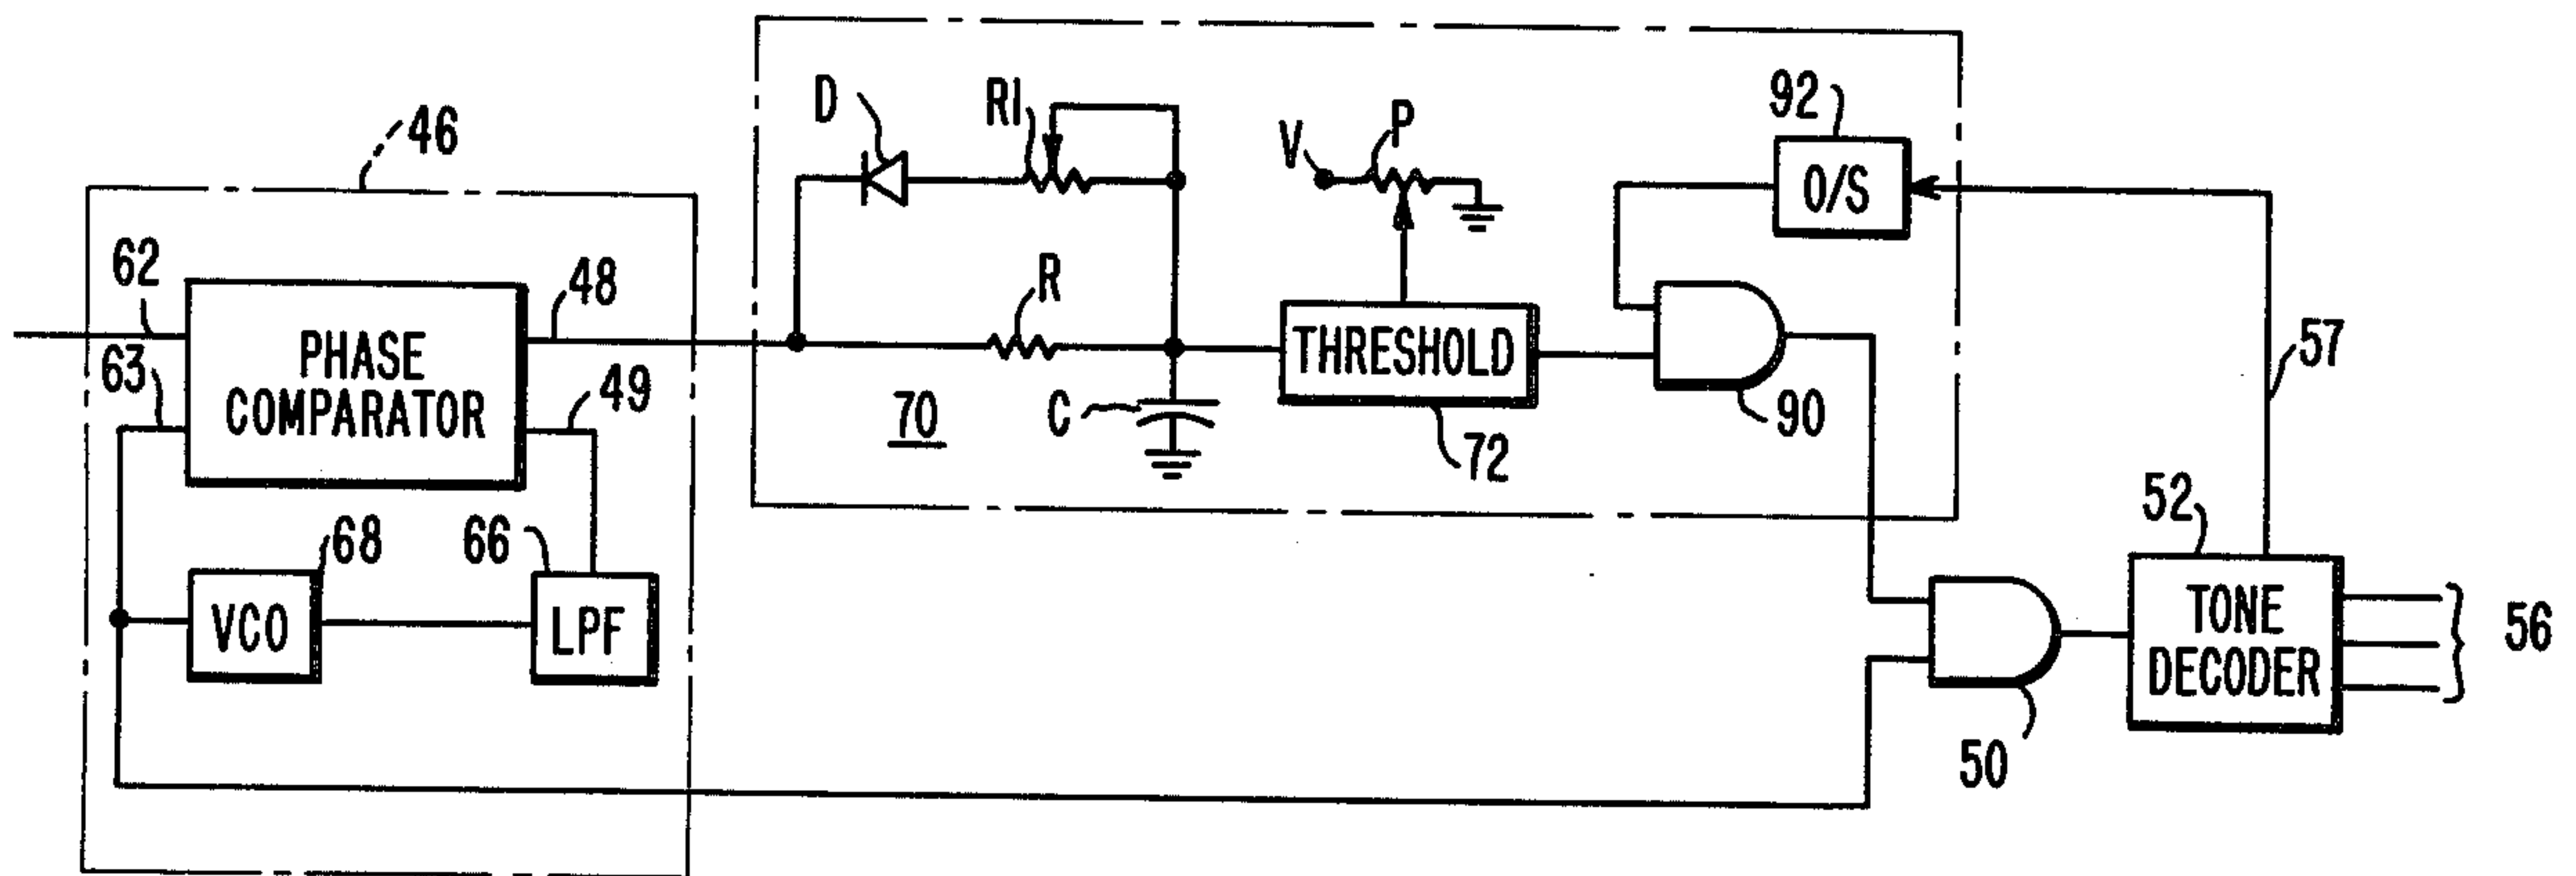 46
62
63
PHASE
COMPARATOR
48
49
68
VCO
66
LPF
D
R1
R
C
70
V
P
THRESHOLD
72
92
O/S
90
57
52
TONE
DECODER
50
56